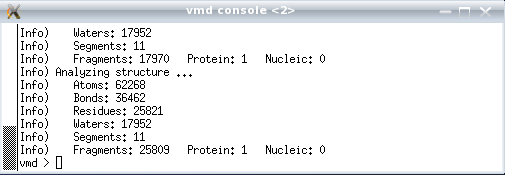 vmd console <2>
Info)    Waters: 17952
Info)    Segments: 11
Info)    Fragments: 17970   Protein: 1   Nucleic: 0
Info) Analyzing structure ...
Info)    Atoms: 62268
Info)    Bonds: 36462
Info)    Residues: 25821
Info)    Waters: 17952
Info)    Segments: 11
Info)    Fragments: 25809   Protein: 1   Nucleic: 0
vmd >